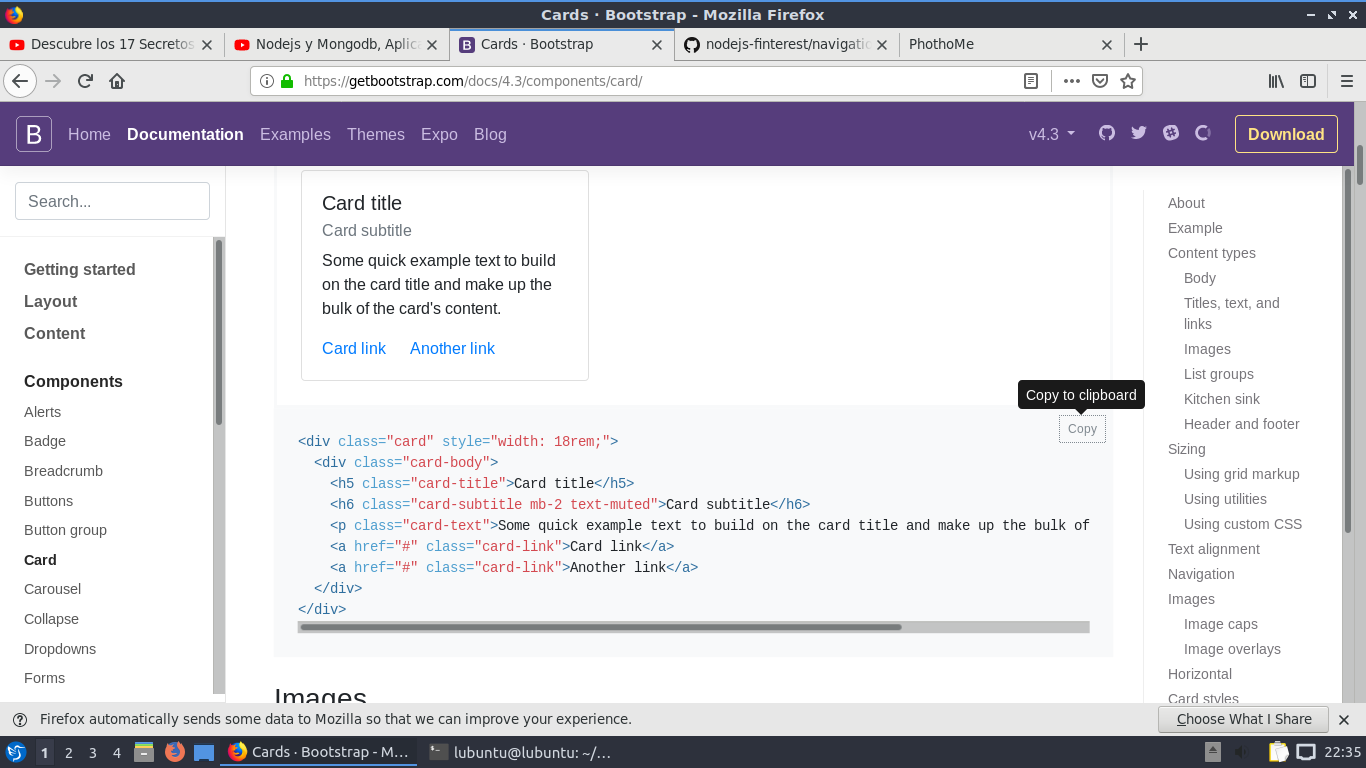 Cards · Bootstrap - Mozilla Firefox
Descubre los 17 Secretos
Nodejs y Mongodb, Aplica
Cards · Bootstrap
nodejs-finterest/navigatio
PhothoMe
https://getbootstrap.com/docs/4.3/components/card/
B
Home
Documentation
Examples
Themes
Expo
Blog
v4.3
Download
Search...
Getting started
Layout
Content
Components
Alerts
Badge
Breadcrumb
Buttons
Button group
Card
Carousel
Collapse
Dropdowns
Forms
Card title
Card subtitle
Some quick example text to build
on the card title and make up the
bulk of the card's content.
Card link Another link
Copy to clipboard
Copy
<div class="card" style="width: 18rem;">
  <div class="card-body">
    <h5 class="card-title">Card title</h5>
    <h6 class="card-subtitle mb-2 text-muted">Card subtitle</h6>
    <p class="card-text">Some quick example text to build on the card title and make up the bulk of
    <a href="#" class="card-link">Card link</a>
    <a href="#" class="card-link">Another link</a>
  </div>
</div>
Images
About
Example
Content types
Body
Titles, text, and
links
Images
List groups
Kitchen sink
Header and footer
Sizing
Using grid markup
Using utilities
Using custom CSS
Text alignment
Navigation
Images
Image caps
Image overlays
Horizontal
Card styles
Firefox automatically sends some data to Mozilla so that we can improve your experience.
Choose What I Share
1 2 3 4
Cards · Bootstrap - M...
lubuntu@lubuntu: ~/...
22:35